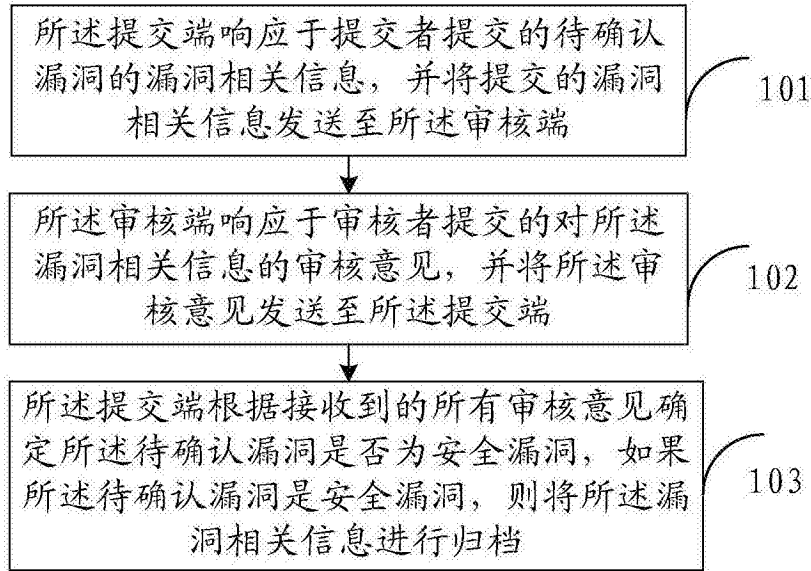 所述提交端响应于提交者提交的待确认
漏洞的漏洞相关信息，并将提交的漏洞
相关信息发送至所述审核端
101
所述审核端响应于审核者提交的对所述
漏洞相关信息的审核意见，并将所述审
核意见发送至所述提交端
102
所述提交端根据接收到的所有审核意见确
定所述待确认漏洞是否为安全漏洞，如果
所述待确认漏洞是安全漏洞，则将所述漏
洞相关信息进行归档
103